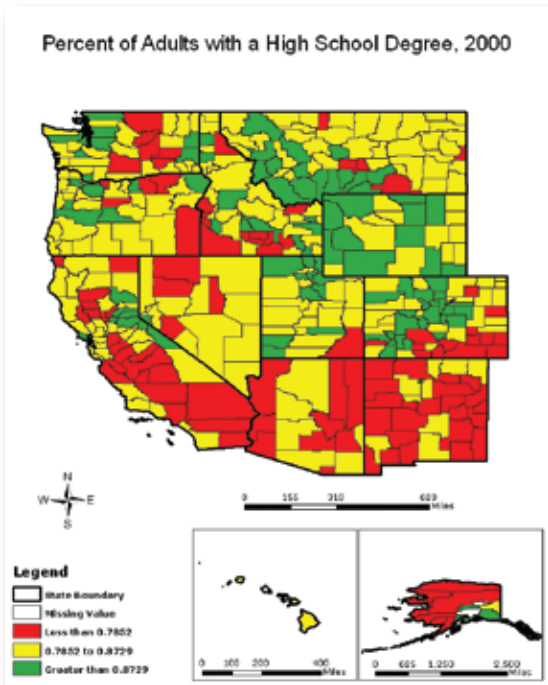 Percent of Adults with a High School Degree, 2000
N
W E
S
0 155 310 600
Miles
Legend
State Boundary
Missing Value
Less than 0.7852
0.7852 to 0.8729
Greater than 0.8729
0 100 200 400
Miles
0 625 1,250 2,500
Miles